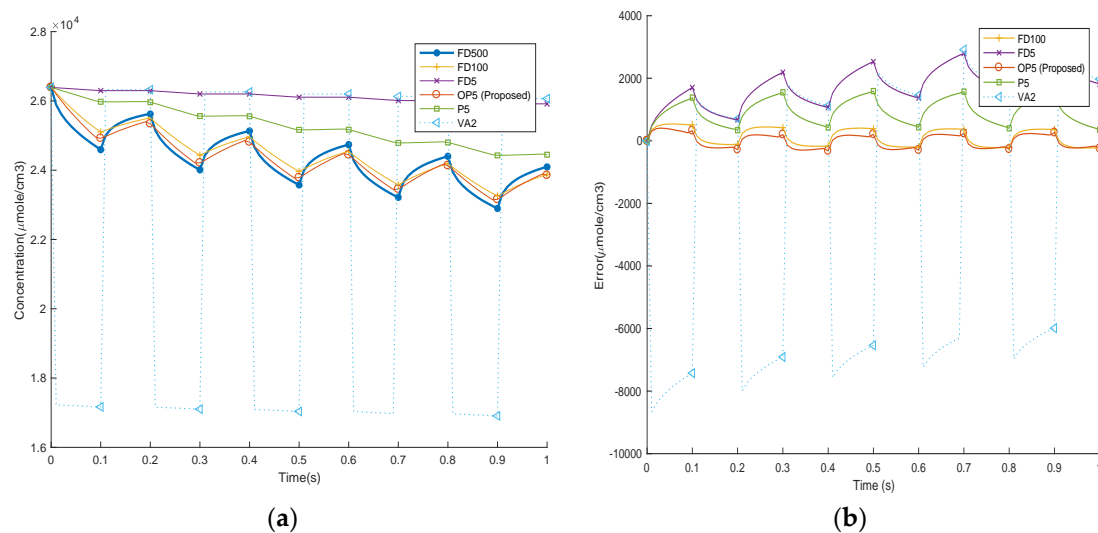 ×10⁴
2.8
2.6
2.4
2.2
2
1.8
1.6
Concentration(μmole/cm3)
0 0.1 0.2 0.3 0.4 0.5 0.6 0.7 0.8 0.9 1
Time(s)
FD500
FD100
FD5
OP5 (Proposed)
P5
VA2
(a)
4000
2000
0
-2000
-4000
-6000
-8000
-10000
Error(μmole/cm3)
0 0.1 0.2 0.3 0.4 0.5 0.6 0.7 0.8 0.9 1
Time (s)
FD100
FD5
OP5 (Proposed)
P5
VA2
(b)